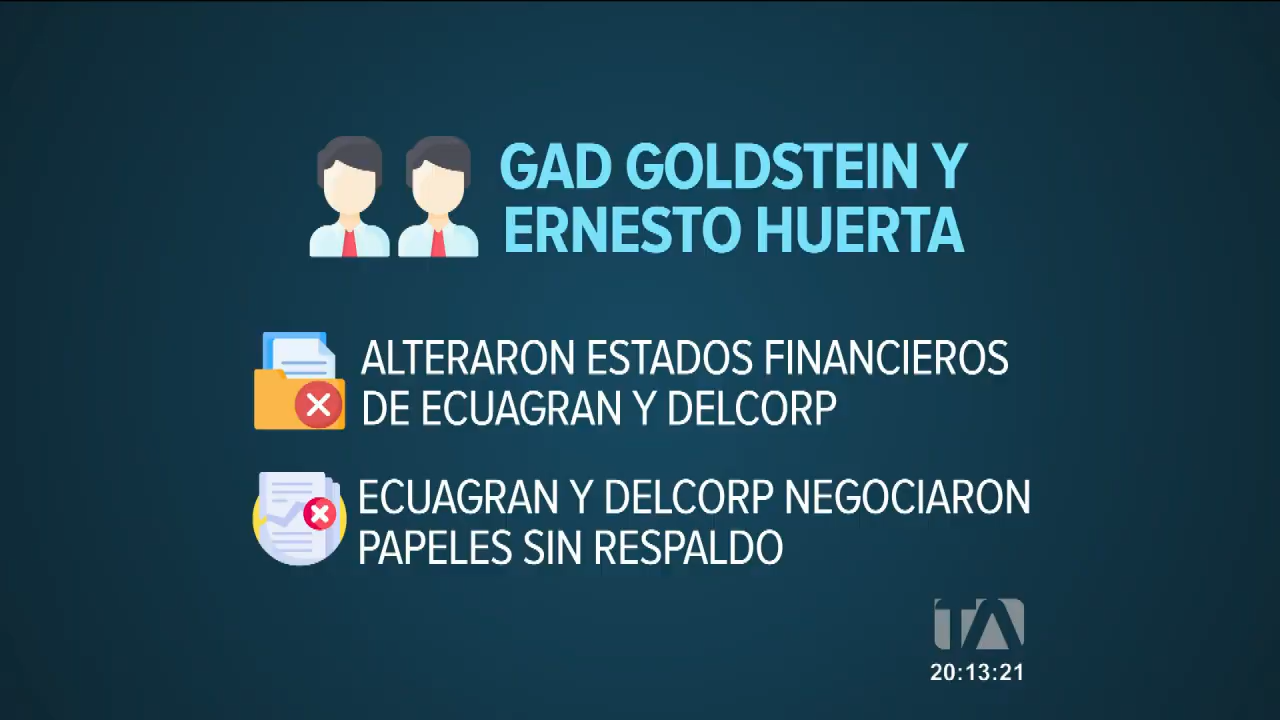 GAD GOLDSTEIN Y
ERNESTO HUERTA
ALTERARON ESTADOS FINANCIEROS
DE ECUAGRAN Y DELCORP
ECUAGRAN Y DELCORP NEGOCIARON
PAPELES SIN RESPALDO
TA
20:13:21